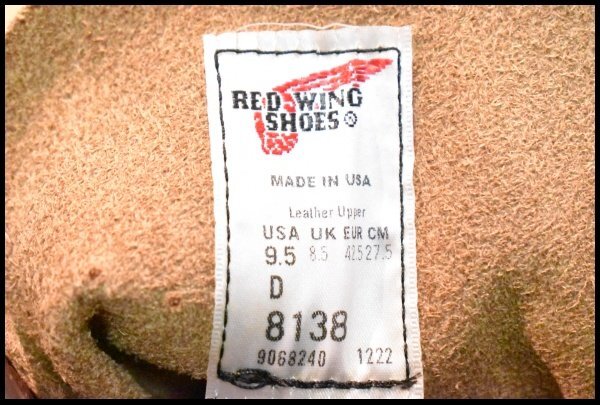 RED WING
SHOES®
MADE IN USA
Leather Upper
USA UK EUR CM
9.5 8.5 42.5 27.5
D
8138
9068240 1222